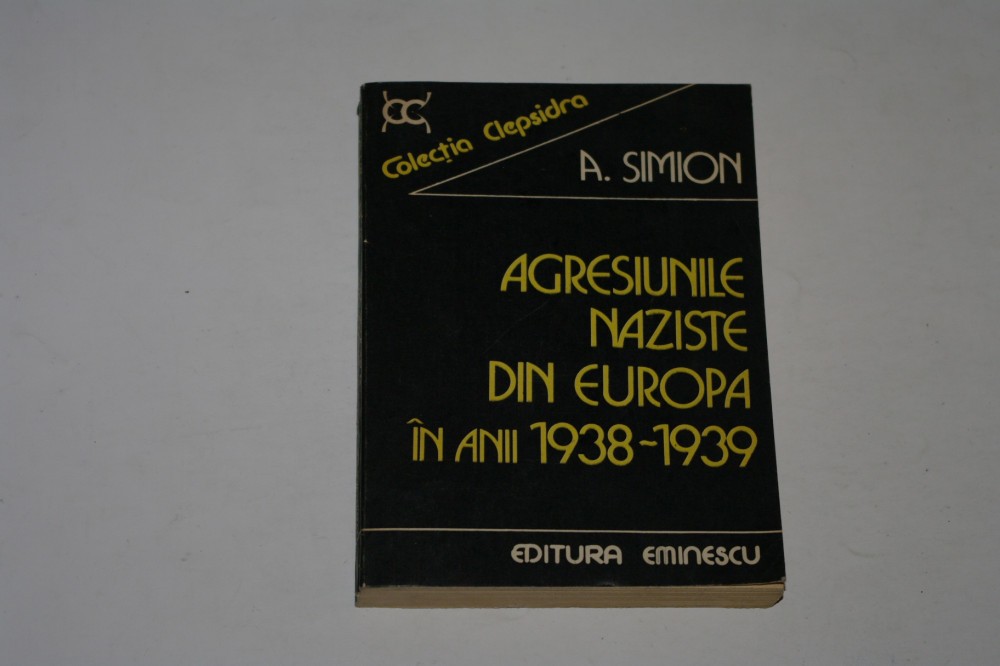 CC
Colecția Clepsidra
A. SIMION
AGRESIUNILE
NAZISTE
DIN EUROPA
ÎN ANII 1938-1939
EDITURA EMINESCU